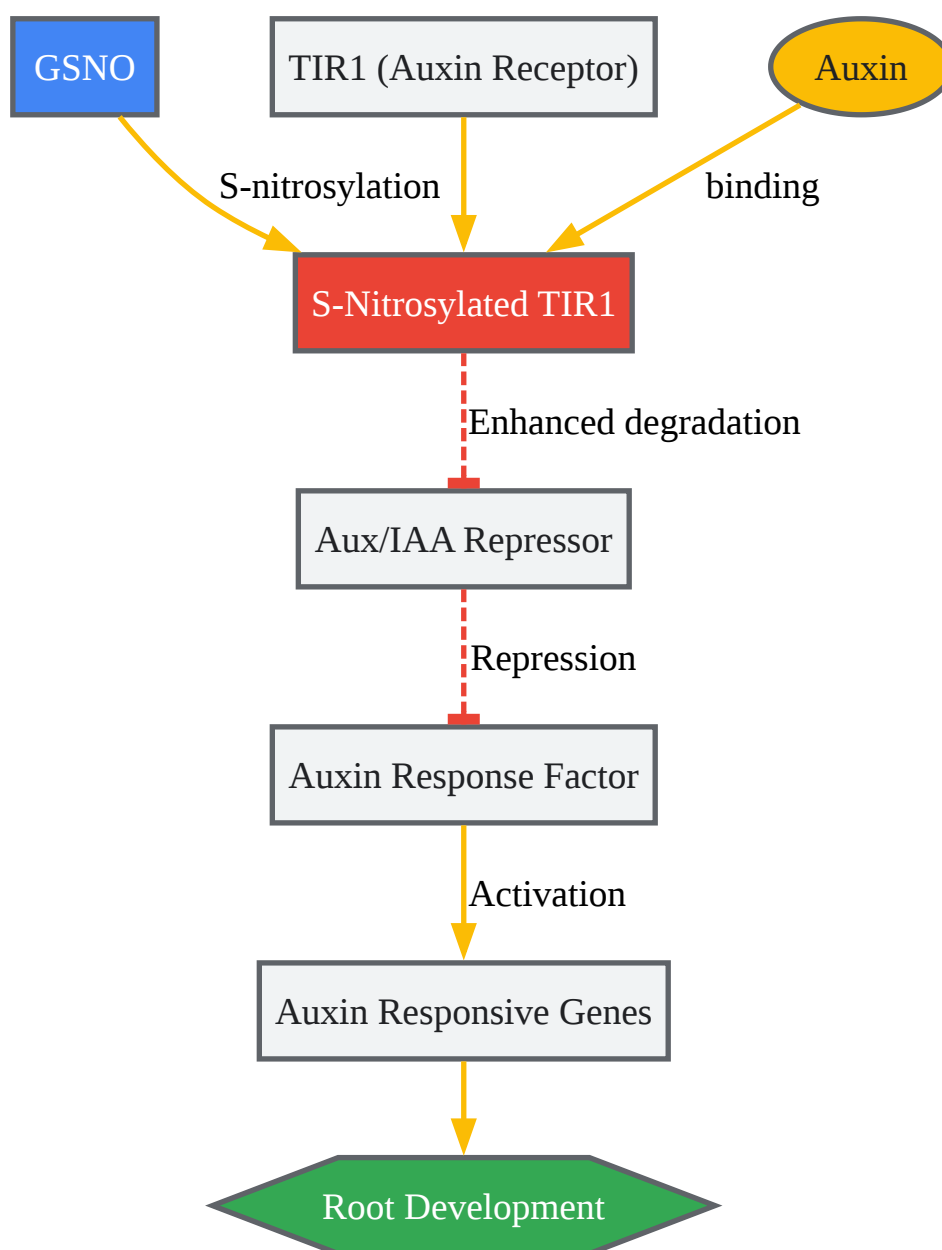 GSNO
TIR1 (Auxin Receptor)
Auxin
S-nitrosylation
binding
S-Nitrosylated TIR1
Enhanced degradation
Aux/IAA Repressor
Repression
Auxin Response Factor
Activation
Auxin Responsive Genes
Root Development